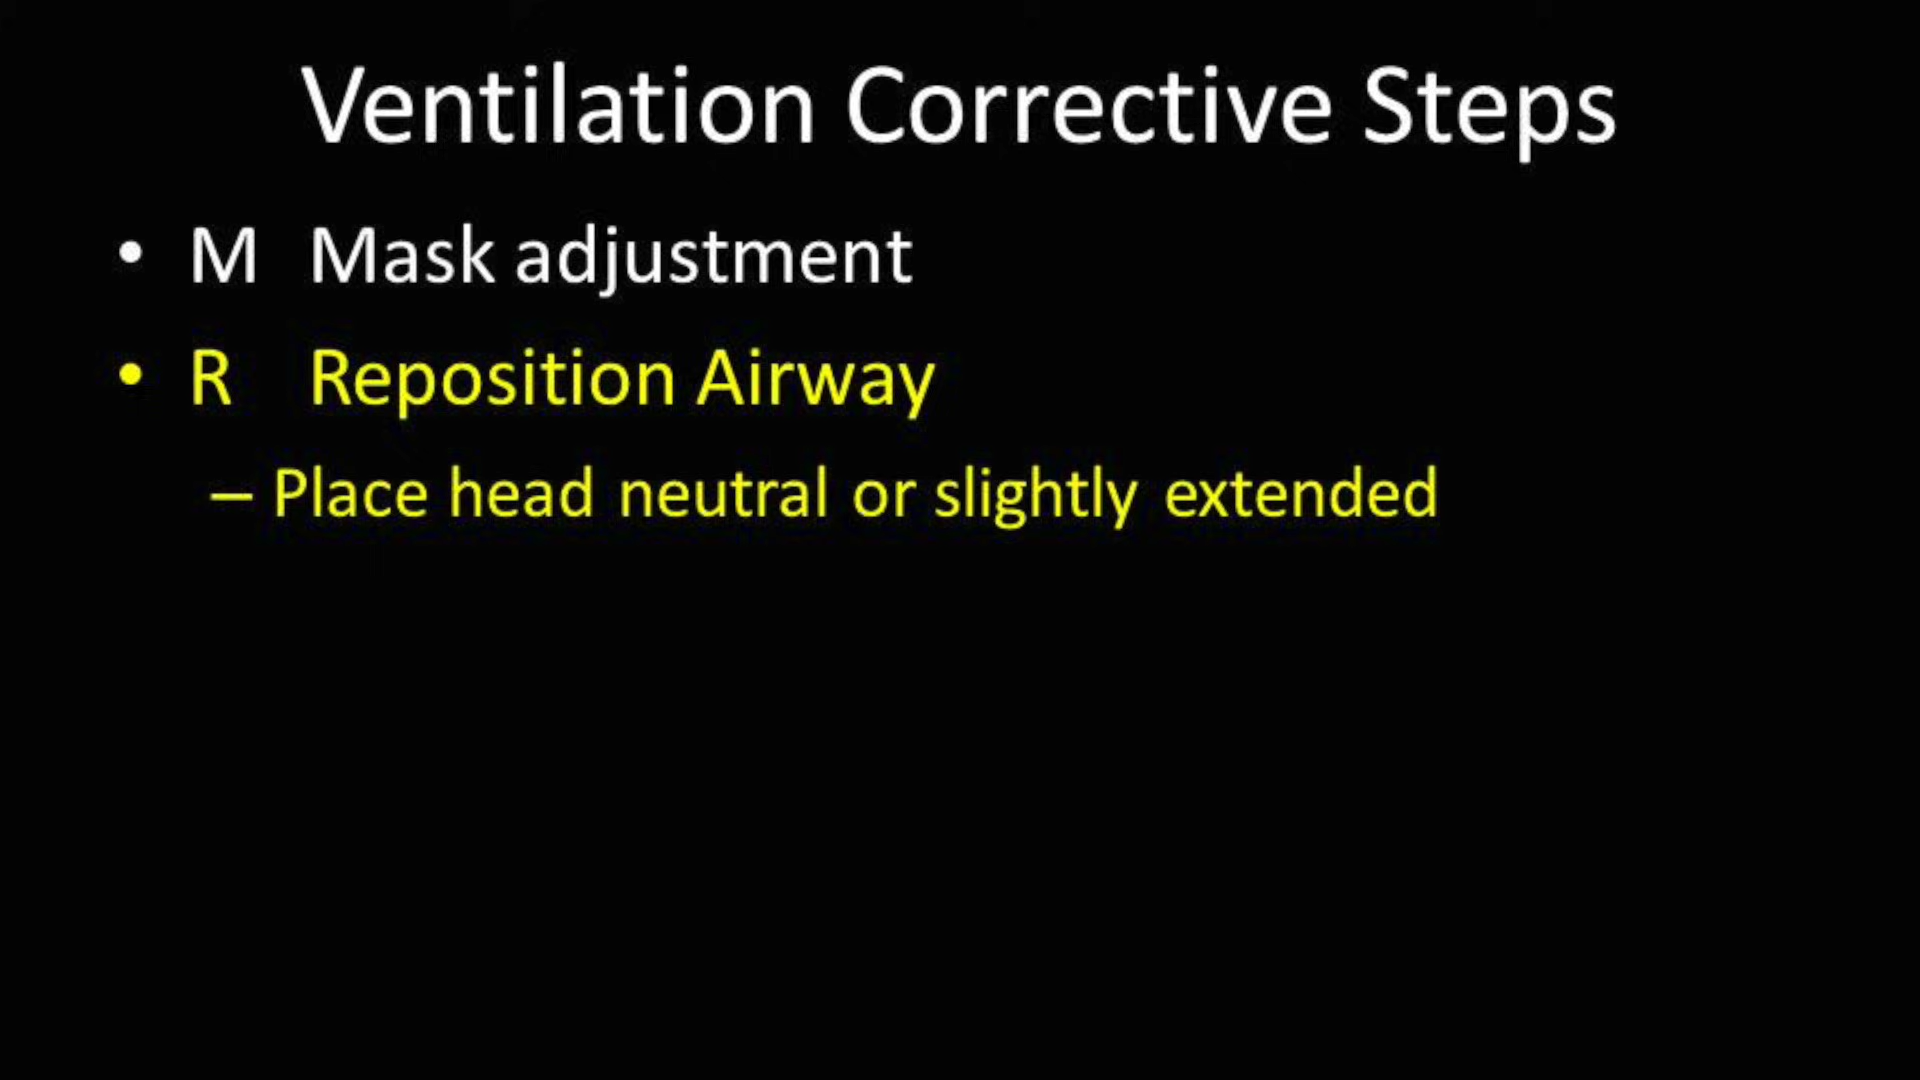 Ventilation Corrective Steps
• M Mask adjustment
• R Reposition Airway
– Place head neutral or slightly extended